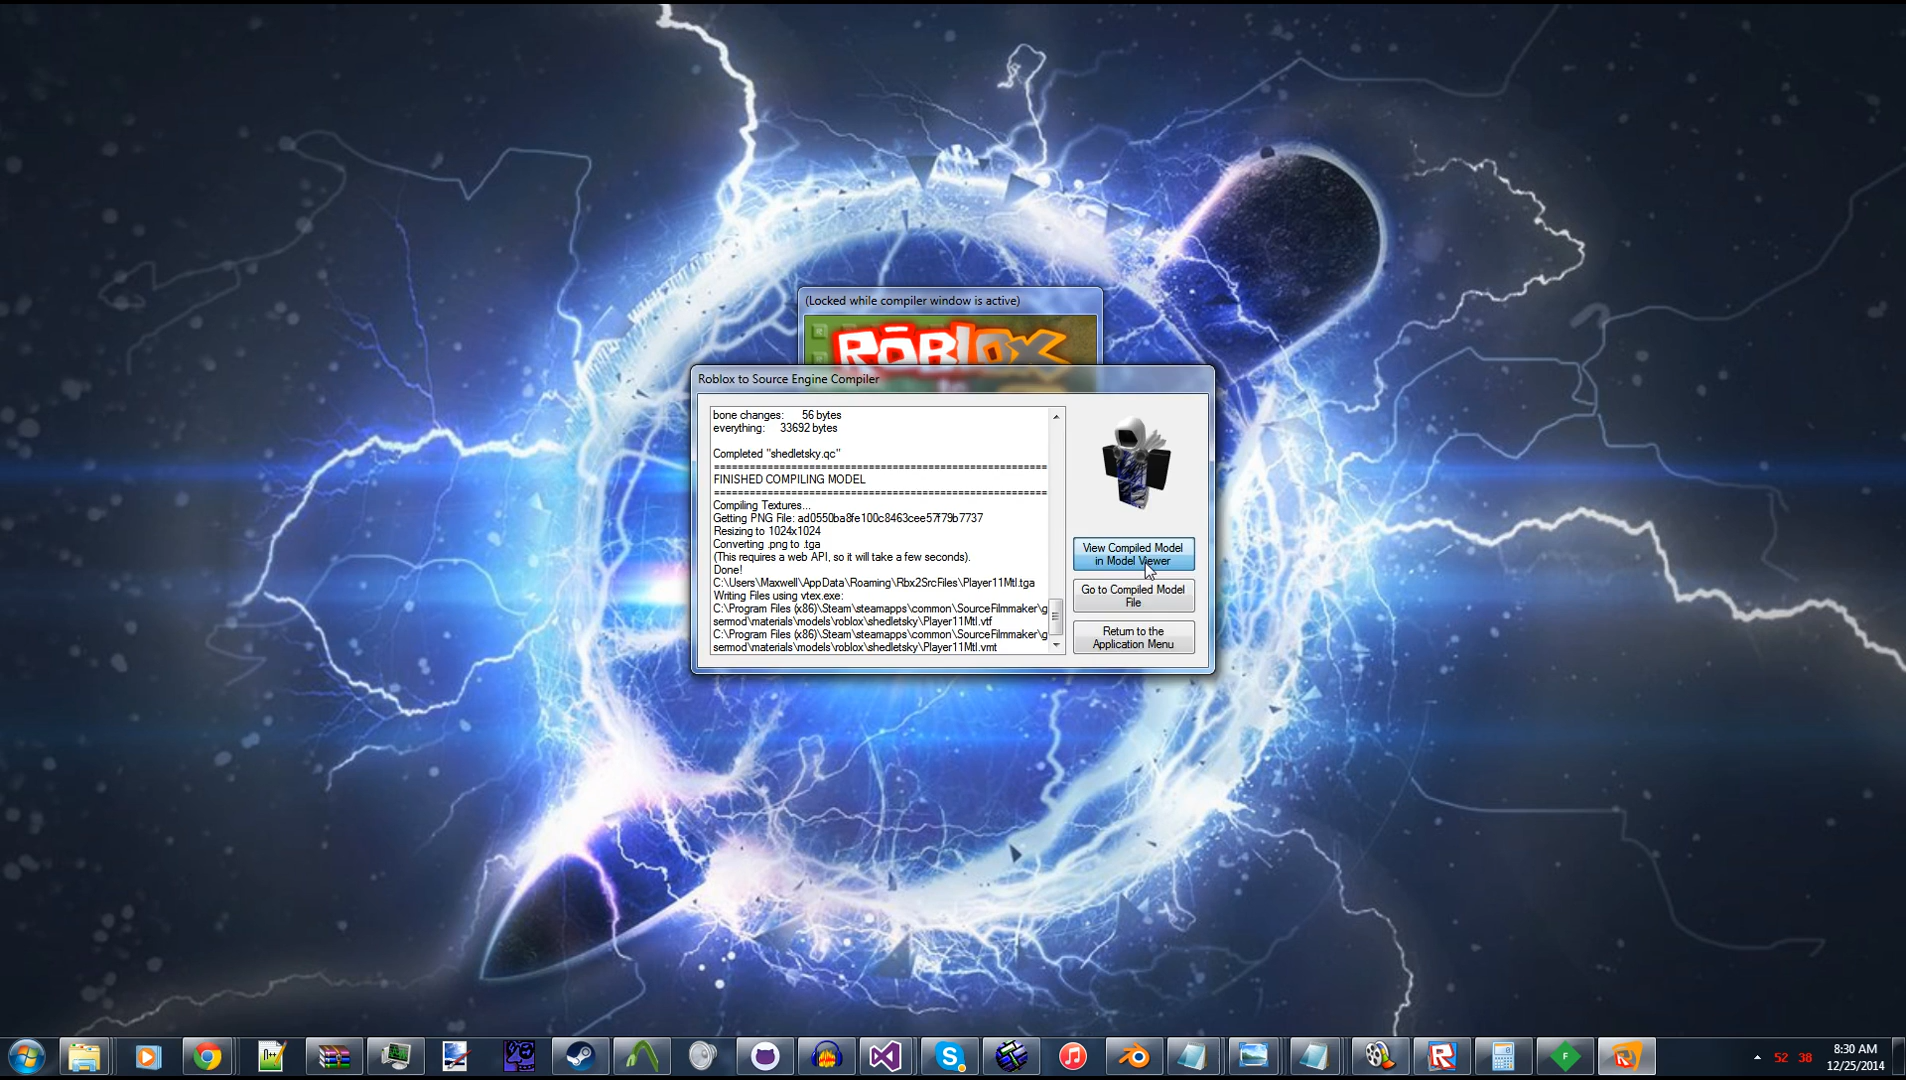 (Locked while compiler window is active)
ROBLOX
to
Roblox to Source Engine Compiler
bone changes: 56 bytes
everything: 33692 bytes
Completed "shedletsky.qc"
==================================================
FINISHED COMPILING MODEL
==================================================
Compiling Textures...
Getting PNG File: ad0550ba8fe100c8463cee57f79b7737
Resizing to 1024x1024
Converting .png to .tga
(This requires a web API, so it will take a few seconds).
Done!
C:\Users\Maxwell\AppData\Roaming\Rbx2SrcFiles\Player11Mtl.tga
Writing Files using vtex.exe:
C:\Program Files (x86)\Steam\steamapps\common\SourceFilmmaker\g
sermod\materials\models\roblox\shedletsky\Player11Mtl.vtf
C:\Program Files (x86)\Steam\steamapps\common\SourceFilmmaker\g
sermod\materials\models\roblox\shedletsky\Player11Mtl.vmt
View Compiled Model
in Model Viewer
Go to Compiled Model
File
Return to the
Application Menu
52 38
8:30 AM
12/25/2014